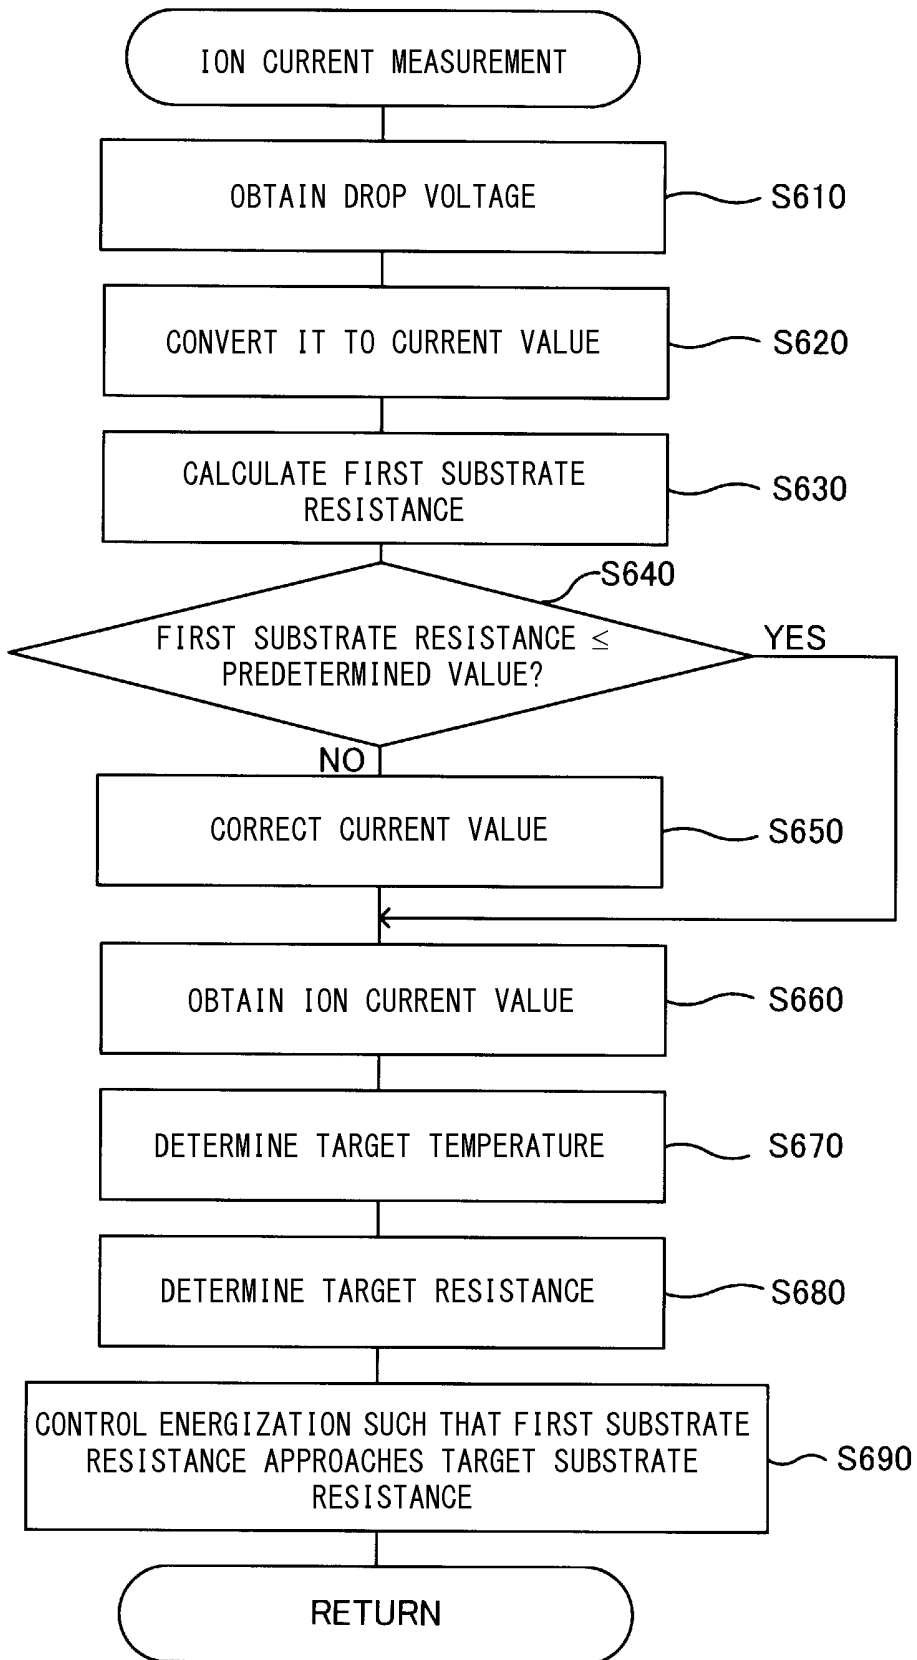 ION CURRENT MEASUREMENT
OBTAIN DROP VOLTAGE
S610
CONVERT IT TO CURRENT VALUE
S620
CALCULATE FIRST SUBSTRATE
RESISTANCE
S630
S640
FIRST SUBSTRATE RESISTANCE ≤
PREDETERMINED VALUE?
YES
NO
CORRECT CURRENT VALUE
S650
OBTAIN ION CURRENT VALUE
S660
DETERMINE TARGET TEMPERATURE
S670
DETERMINE TARGET RESISTANCE
S680
CONTROL ENERGIZATION SUCH THAT FIRST SUBSTRATE
RESISTANCE APPROACHES TARGET SUBSTRATE
RESISTANCE
S690
RETURN